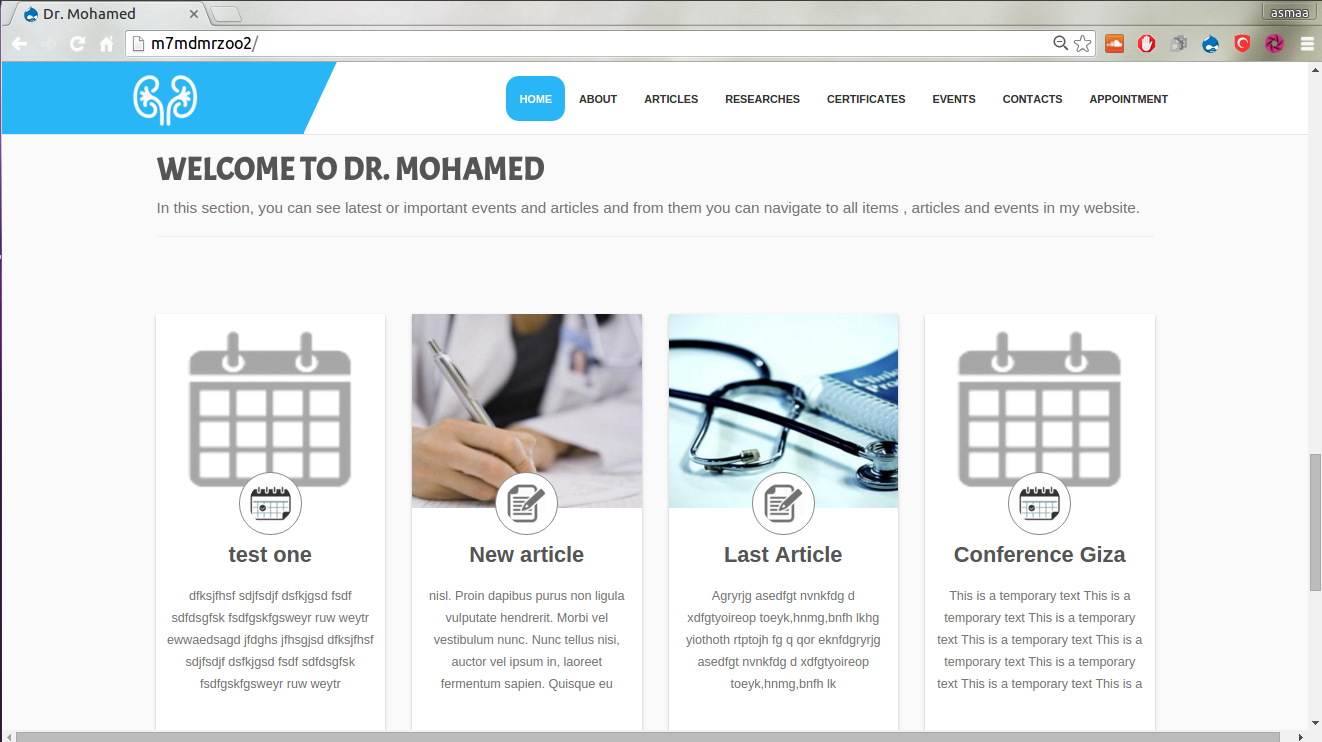 Dr. Mohamed
asmaa
m7mdmrzoo2/
HOME ABOUT ARTICLES RESEARCHES CERTIFICATES EVENTS CONTACTS APPOINTMENT
WELCOME TO DR. MOHAMED
In this section, you can see latest or important events and articles and from them you can navigate to all items , articles and events in my website.
test one
dfksjfhsf sdjfsdjf dsfkjgsd fsdf
sdfdsgfsk fsdfgskfgsweyr ruw weytr
ewwaedsagd jfdghs jfhsgjsd dfksjfhsf
sdjfsdjf dsfkjgsd fsdf sdfdsgfsk
fsdfgskfgsweyr ruw weytr
New article
nisl. Proin dapibus purus non ligula
vulputate hendrerit. Morbi vel
vestibulum nunc. Nunc tellus nisi,
auctor vel ipsum in, laoreet
fermentum sapien. Quisque eu
Last Article
Agryrjg asedfgt nvnkfdg d
xdfgtyoireop toeyk,hnmg,bnfh lkhg
yiothoth rtptojh fg q qor eknfdgryrjg
asedfgt nvnkfdg d xdfgtyoireop
toeyk,hnmg,bnfh lk
Conference Giza
This is a temporary text This is a
temporary text This is a temporary
text This is a temporary text This is a
temporary text This is a temporary
text This is a temporary text This is a